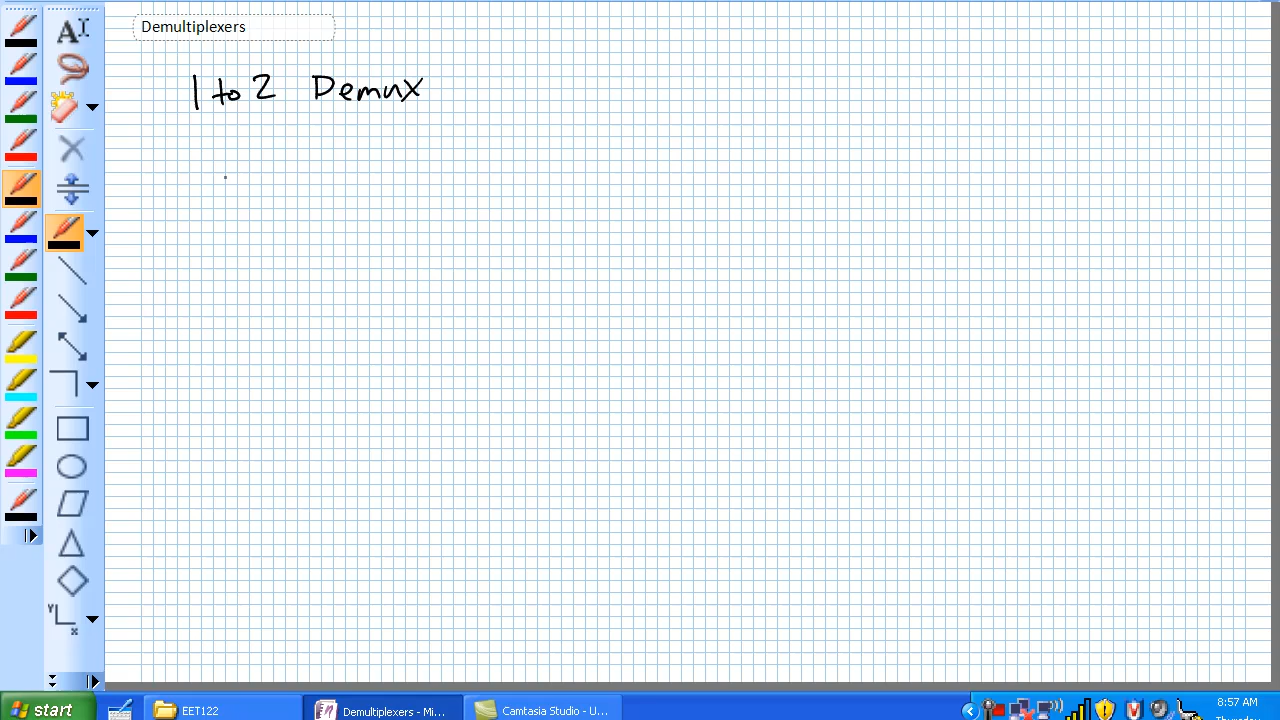 Demultiplexers
1 to 2 Demux
start
EET122
Demultiplexers - Mi...
Camtasia Studio - U...
8:57 AM